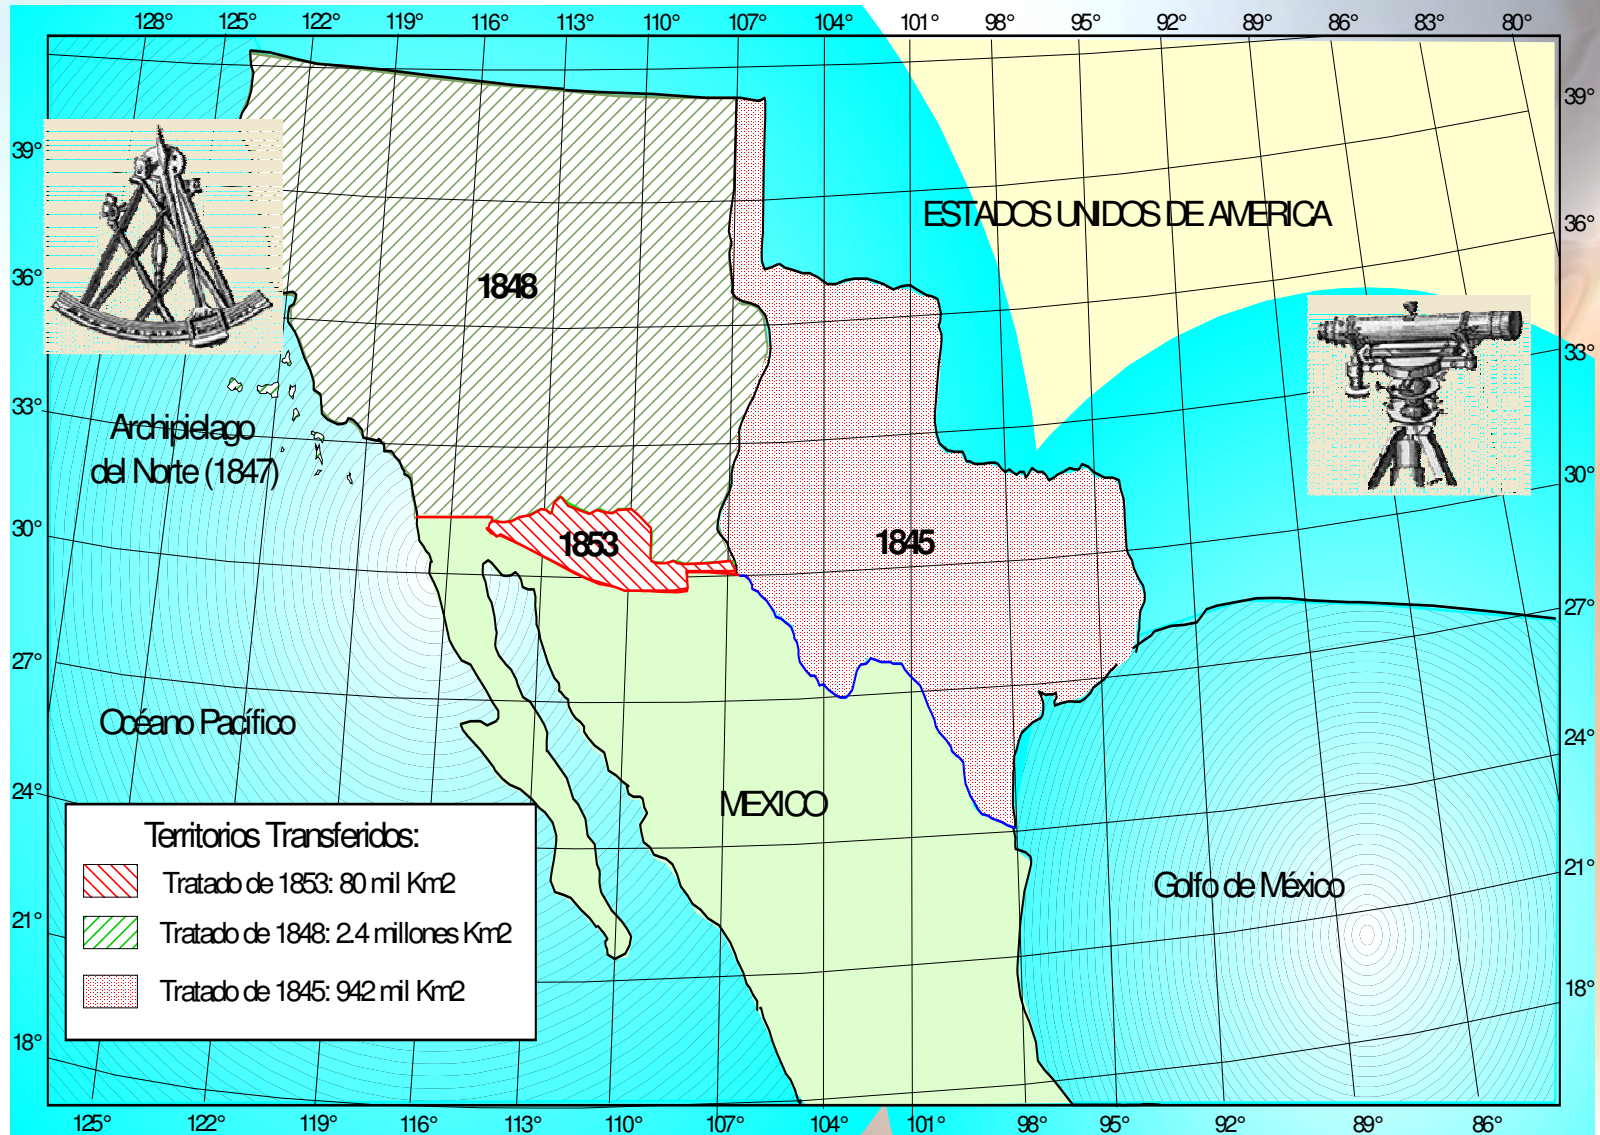 128° 125° 122° 119° 116° 113° 110° 107° 104° 101° 98° 95° 92° 89° 86° 83° 80°
39°
39°
36°
ESTADOS UNIDOS DE AMERICA
36°
1848
33°
33°
Archipielago
del Norte (1847)
30°
30°
1853
1845
27°
27°
Océano Pacífico
24°
24°
MEXICO
Territorios Transferidos:
Tratado de 1853: 80 mil Km2
Tratado de 1848: 2.4 millones Km2
Tratado de 1845: 942 mil Km2
Golfo de México
21°
21°
18°
18°
125° 122° 119° 116° 113° 110° 107° 104° 101° 98° 95° 92° 89° 86°